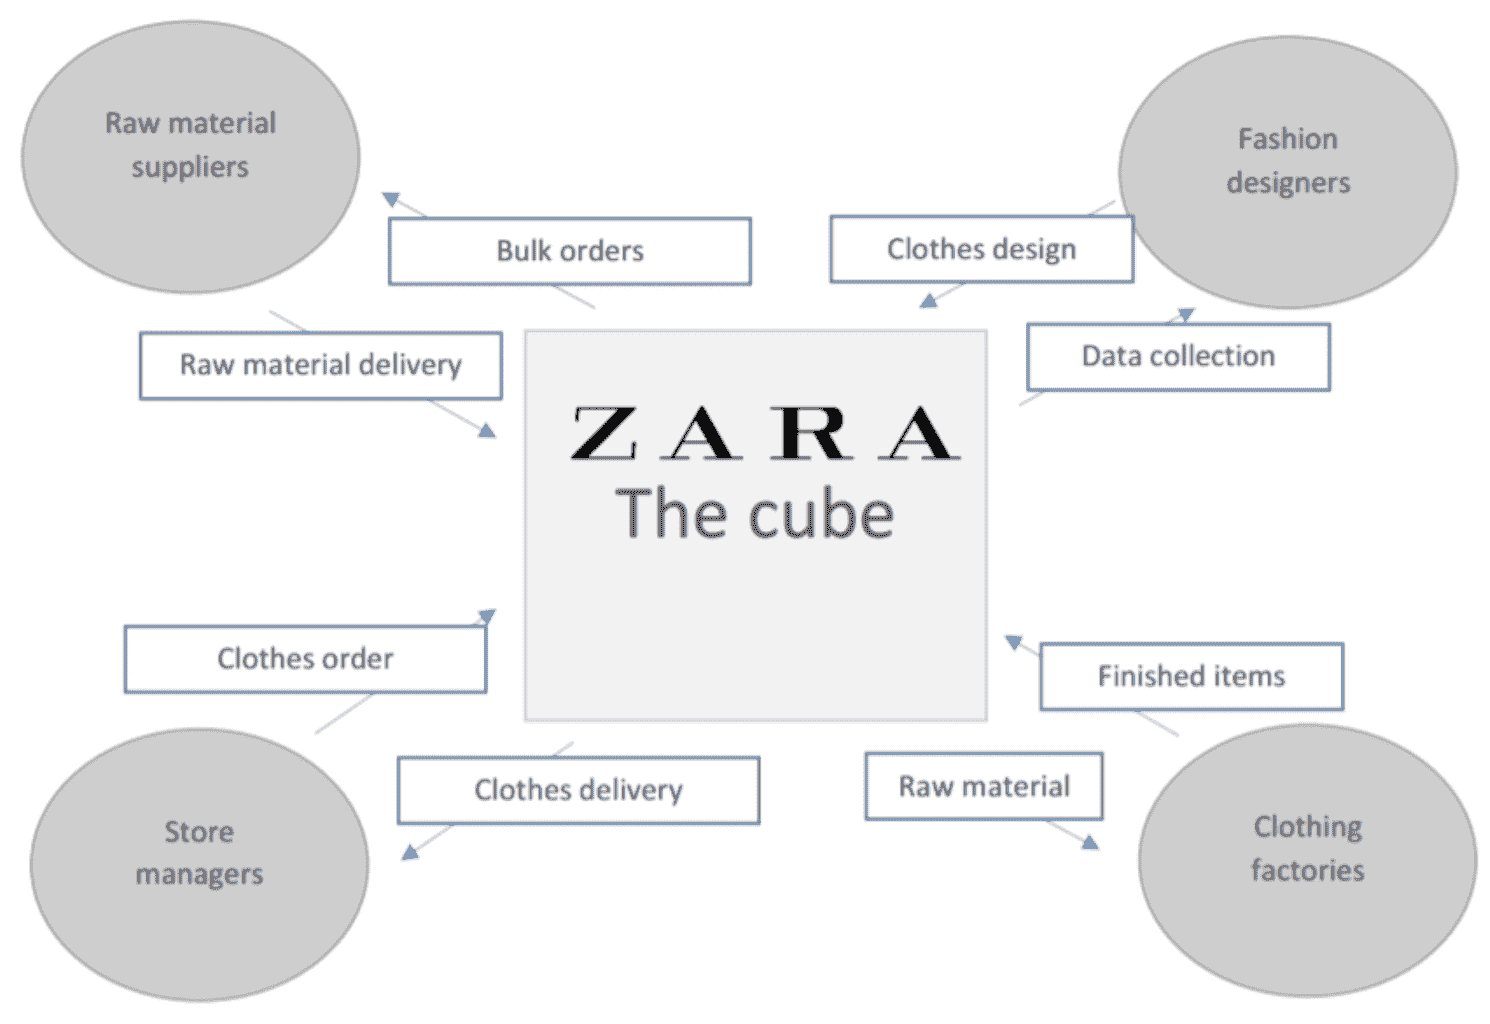 Raw material
suppliers
Fashion
designers
Bulk orders
Clothes design
Raw material delivery
Data collection
ZARA
The cube
Clothes order
Finished items
Clothes delivery
Raw material
Store
managers
Clothing
factories